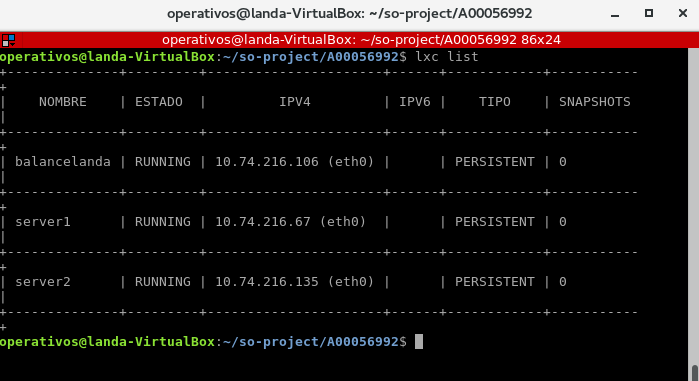 operativos@landa-VirtualBox: ~/so-project/A00056992
operativos@landa-VirtualBox: ~/so-project/A00056992 86x24
operativos@landa-VirtualBox:~/so-project/A00056992$ lxc list
+--------------+---------+-----------------------+------+------------+-----------
+
|    NOMBRE    | ESTADO  |         IPV4          | IPV6 |    TIPO    | SNAPSHOTS
|
+--------------+---------+-----------------------+------+------------+-----------
+
| balancelanda | RUNNING | 10.74.216.106 (eth0)  |      | PERSISTENT | 0
|
+--------------+---------+-----------------------+------+------------+-----------
+
| server1      | RUNNING | 10.74.216.67 (eth0)   |      | PERSISTENT | 0
|
+--------------+---------+-----------------------+------+------------+-----------
+
| server2      | RUNNING | 10.74.216.135 (eth0)  |      | PERSISTENT | 0
|
+--------------+---------+-----------------------+------+------------+-----------
+
operativos@landa-VirtualBox:~/so-project/A00056992$